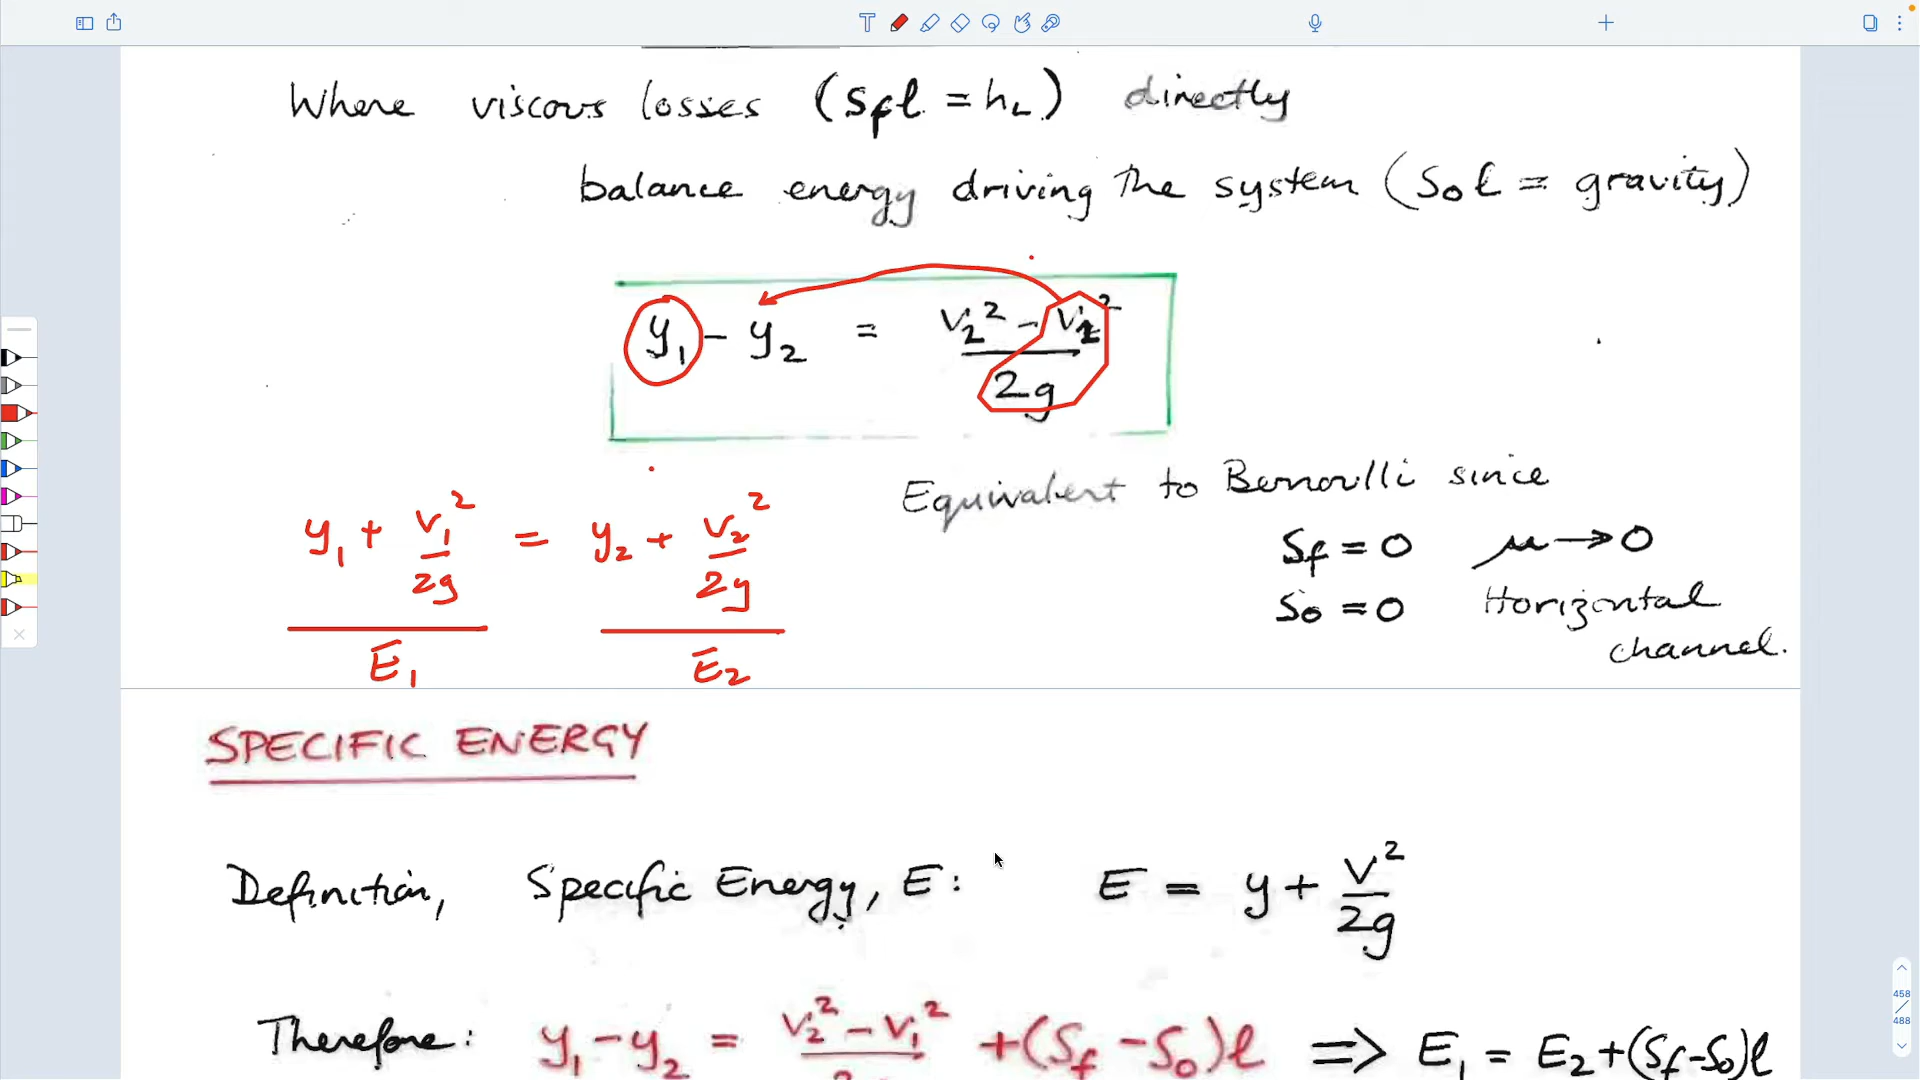 Where viscous losses (Sfl = hL) directly
balance energy driving the system (Sol = gravity)
y₁ - y₂ = (V₂² - V₁²) / 2g
y₁ + V₁²/2g = y₂ + V₂²/2g
E₁ E₂
Equivalent to Bernoulli since
Sf = 0 μ → 0
So = 0 Horizontal
channel.
SPECIFIC ENERGY
Definition, Specific Energy, E: E = y + V²/2g
Therefore: y₁ - y₂ = V₂² - V₁² + (Sf - So)l ⇒ E₁ = E₂ + (Sf - So)l
458
488